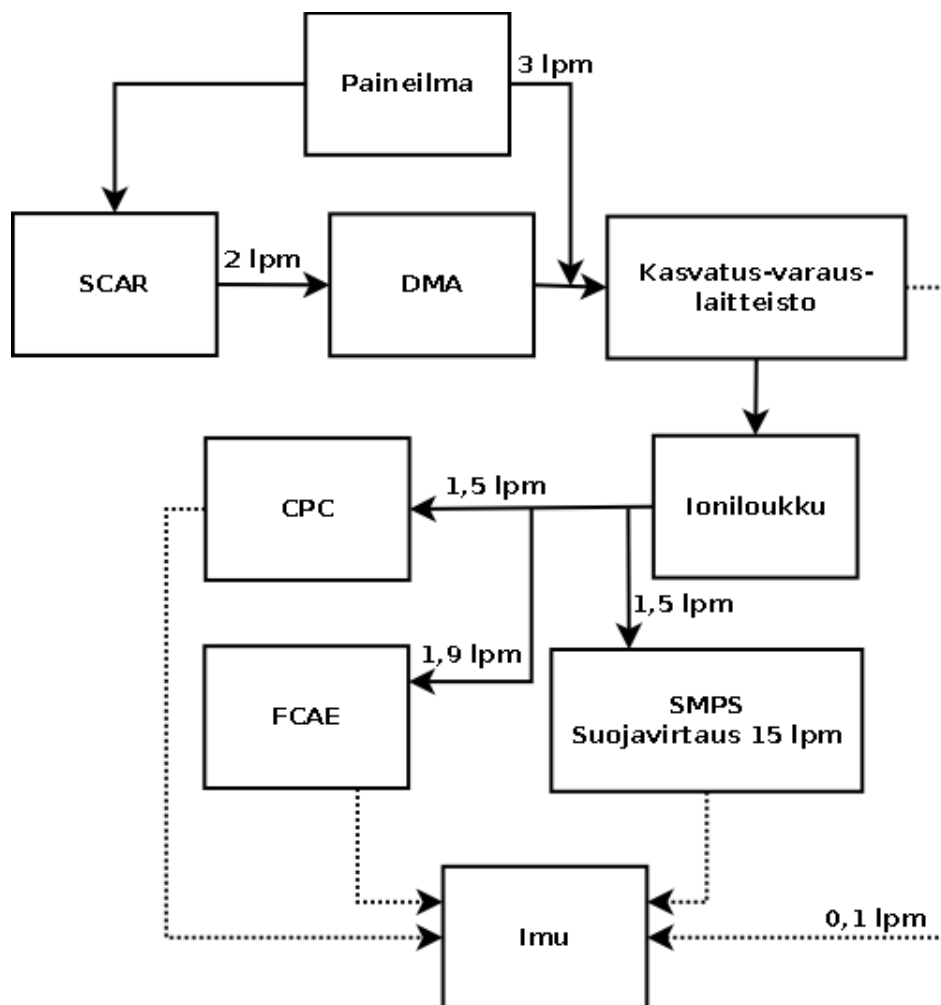 Paineilma
3 lpm
SCAR
2 lpm
DMA
Kasvatus-varaus-
laitteisto
CPC
1,5 lpm
Ioniloukku
1,5 lpm
FCAE
1,9 lpm
SMPS
Suojavirtaus 15 lpm
Imu
0,1 lpm